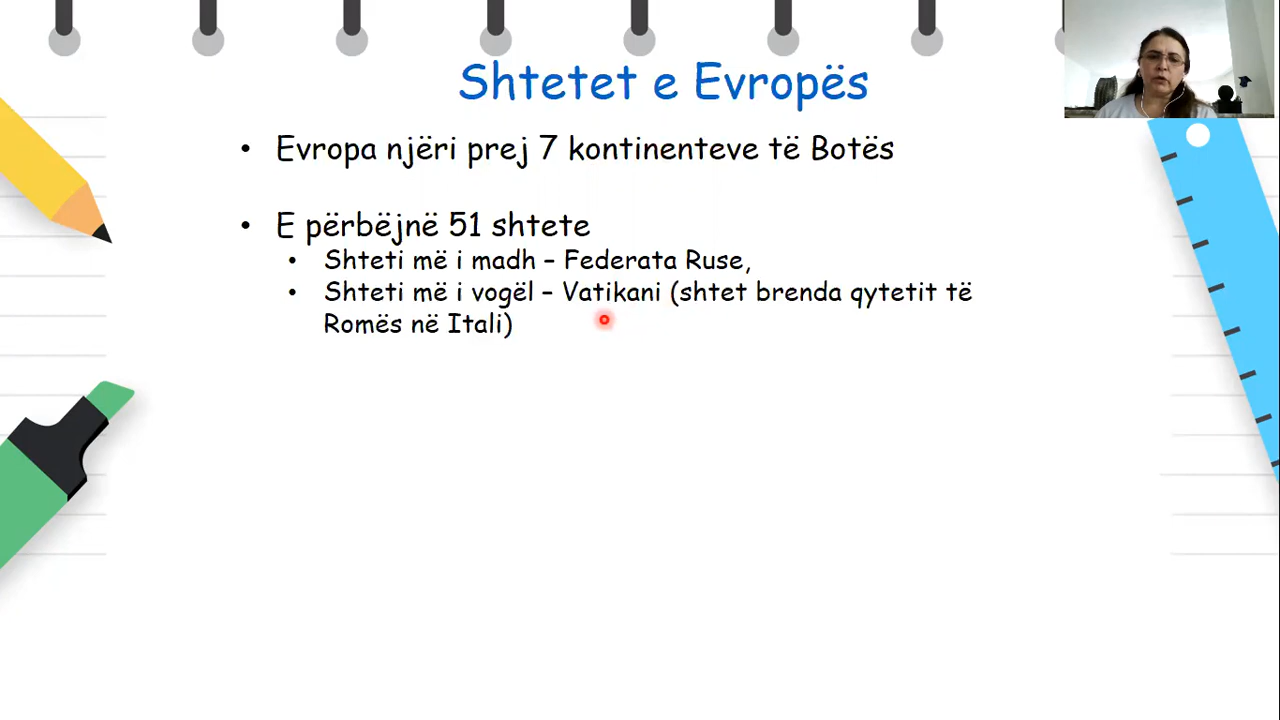 Shtetet e Evropës
• Evropa njëri prej 7 kontinenteve të Botës
• E përbëjnë 51 shtete
• Shteti më i madh – Federata Ruse,
• Shteti më i vogël – Vatikani (shtet brenda qytetit të
Romës në Itali)